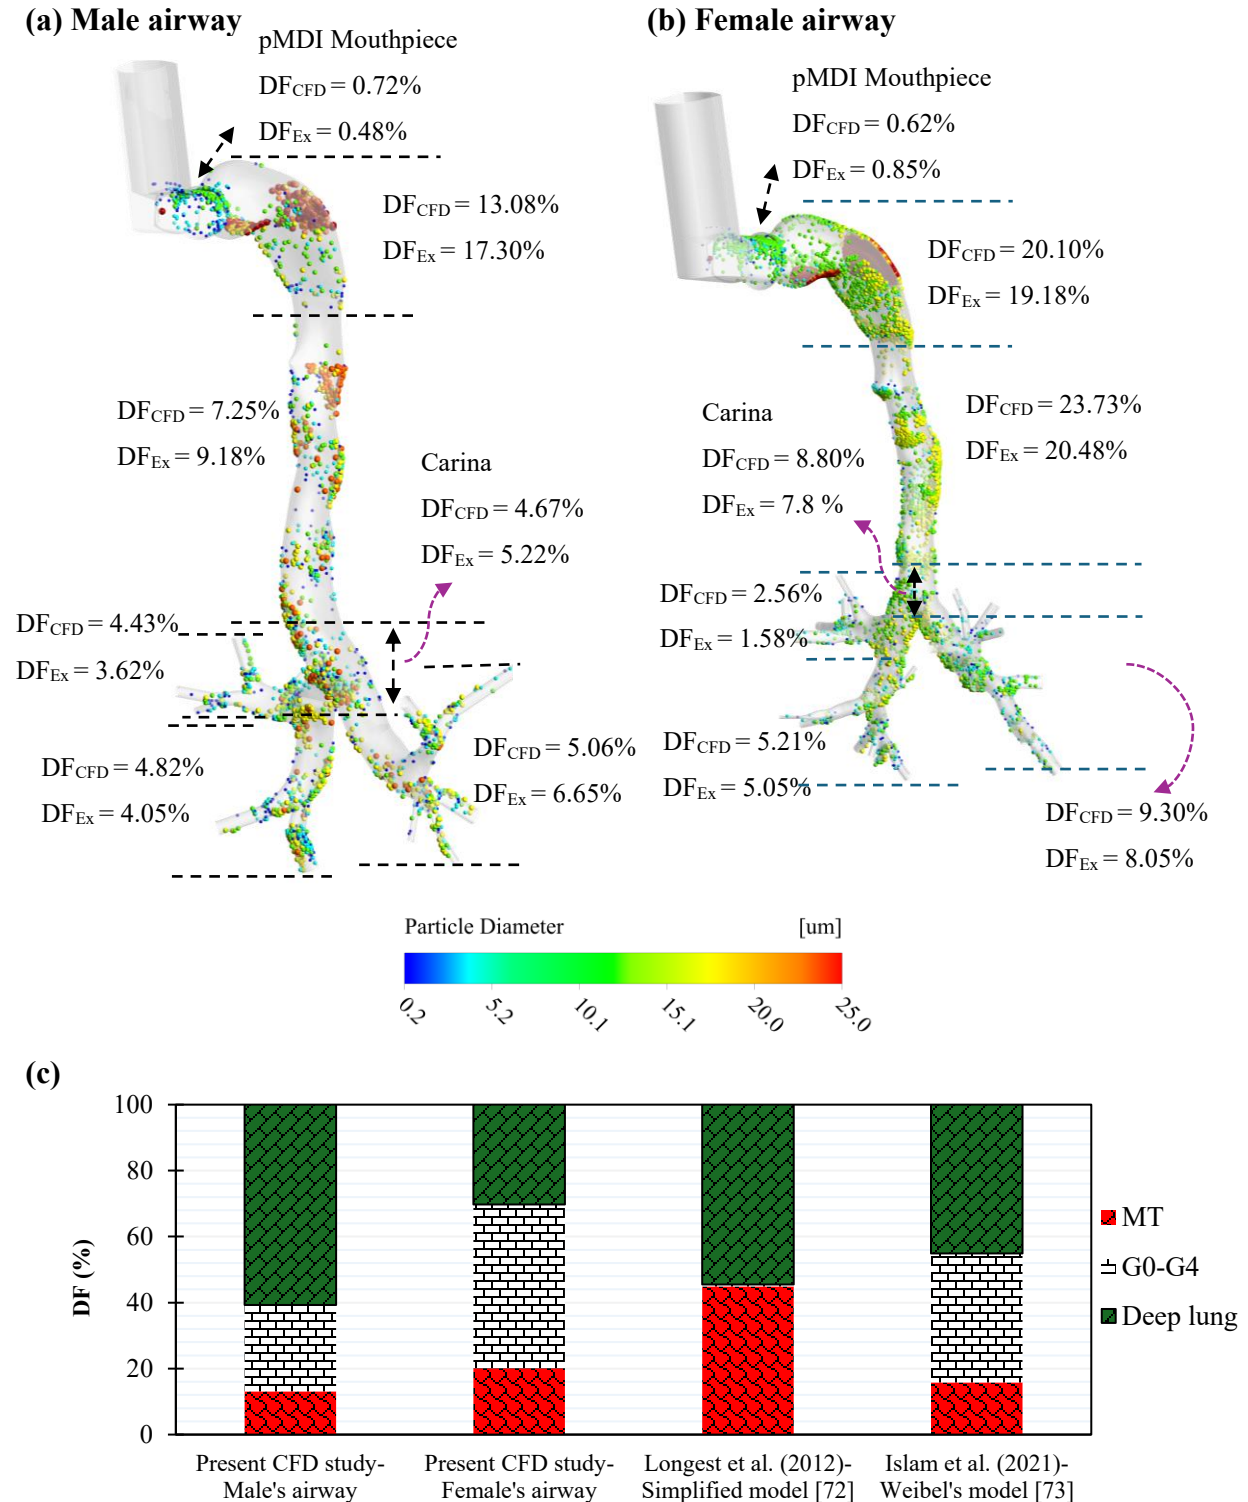 (a) Male airway
pMDI Mouthpiece
DFCFD = 0.72%
DFEx = 0.48%
DFCFD = 13.08%
DFEx = 17.30%
DFCFD = 7.25%
DFEx = 9.18%
Carina
DFCFD = 4.67%
DFEx = 5.22%
DFCFD = 4.43%
DFEx = 3.62%
DFCFD = 4.82%
DFEx = 4.05%
DFCFD = 5.06%
DFEx = 6.65%
(b) Female airway
pMDI Mouthpiece
DFCFD = 0.62%
DFEx = 0.85%
DFCFD = 20.10%
DFEx = 19.18%
DFCFD = 23.73%
DFEx = 20.48%
Carina
DFCFD = 8.80%
DFEx = 7.8 %
DFCFD = 2.56%
DFEx = 1.58%
DFCFD = 5.21%
DFEx = 5.05%
DFCFD = 9.30%
DFEx = 8.05%
Particle Diameter [um]
0.2 5.2 10.1 15.1 20.0 25.0
(c)
100
80
60
40
20
0
DF (%)
MT
G0-G4
Deep lung
Present CFD study-
Male's airway
Present CFD study-
Female's airway
Longest et al. (2012)-
Simplified model [72]
Islam et al. (2021)-
Weibel's model [73]